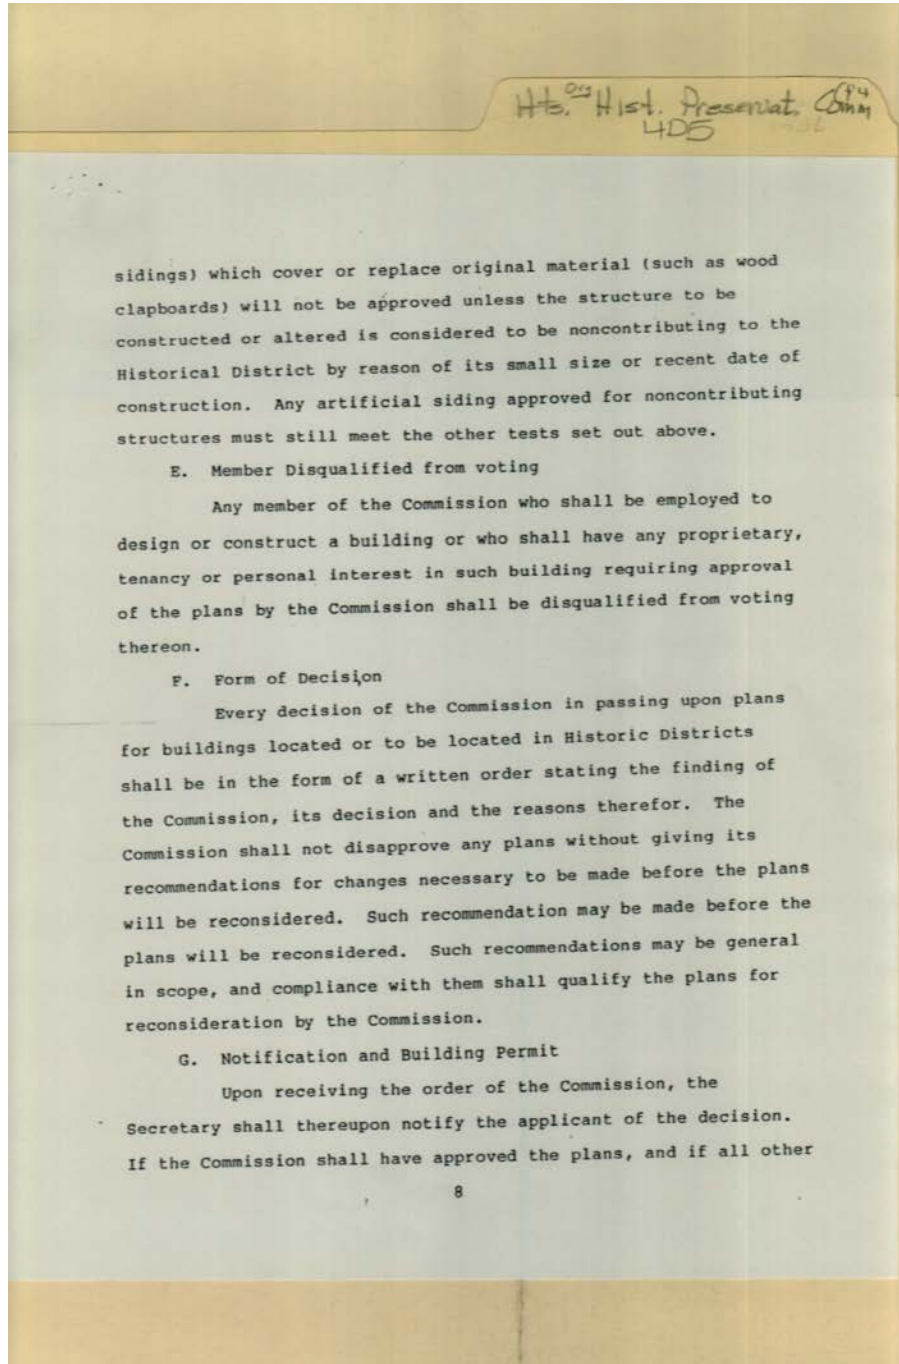 Hts. Org Hist. Preservat. Comm
4D5
sidings) which cover or replace original material (such as wood
clapboards) will not be approved unless the structure to be
constructed or altered is considered to be noncontributing to the
Historical District by reason of its small size or recent date of
construction.  Any artificial siding approved for noncontributing
structures must still meet the other tests set out above.
E.  Member Disqualified from voting
Any member of the Commission who shall be employed to
design or construct a building or who shall have any proprietary,
tenancy or personal interest in such building requiring approval
of the plans by the Commission shall be disqualified from voting
thereon.
F.  Form of Decision
Every decision of the Commission in passing upon plans
for buildings located or to be located in Historic Districts
shall be in the form of a written order stating the finding of
the Commission, its decision and the reasons therefor.  The
Commission shall not disapprove any plans without giving its
recommendations for changes necessary to be made before the plans
will be reconsidered.  Such recommendation may be made before the
plans will be reconsidered.  Such recommendations may be general
in scope, and compliance with them shall qualify the plans for
reconsideration by the Commission.
G.  Notification and Building Permit
Upon receiving the order of the Commission, the
Secretary shall thereupon notify the applicant of the decision.
If the Commission shall have approved the plans, and if all other
8